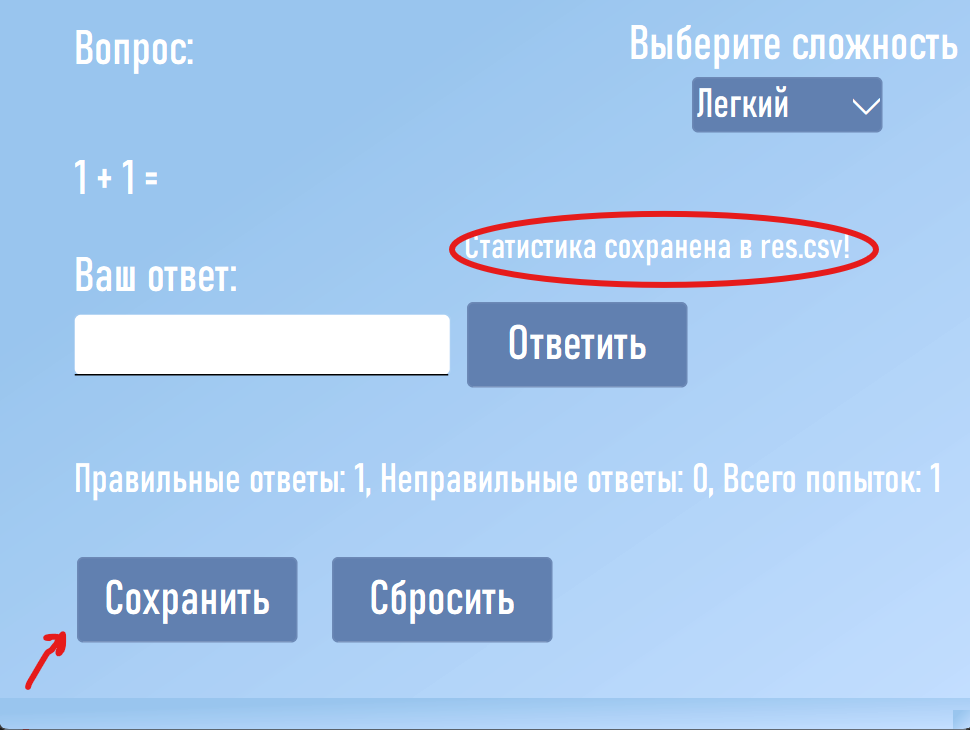 Вопрос:
Выберите сложность
Легкий
1 + 1 =
Статистика сохранена в res.csv!
Ваш ответ:
Ответить
Правильные ответы: 1, Неправильные ответы: 0, Всего попыток: 1
Сохранить
Сбросить